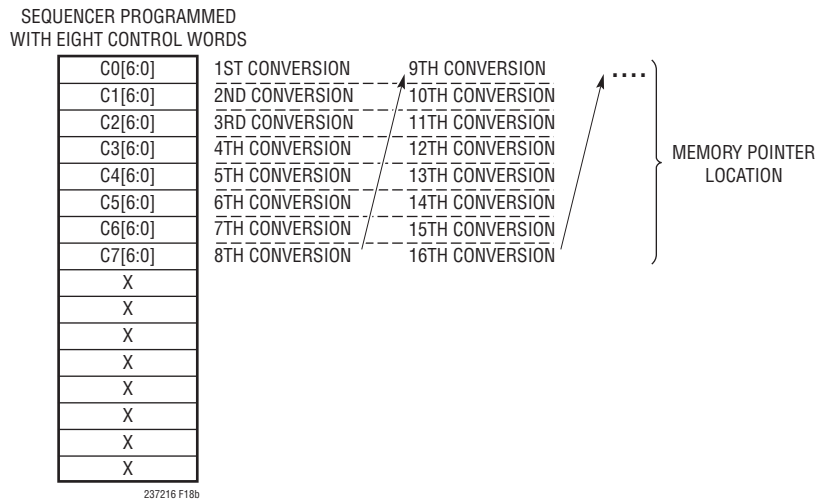 SEQUENCER PROGRAMMED
WITH EIGHT CONTROL WORDS
C0[6:0] 1ST CONVERSION 9TH CONVERSION ....
C1[6:0] 2ND CONVERSION 10TH CONVERSION
C2[6:0] 3RD CONVERSION 11TH CONVERSION
C3[6:0] 4TH CONVERSION 12TH CONVERSION
C4[6:0] 5TH CONVERSION 13TH CONVERSION
C5[6:0] 6TH CONVERSION 14TH CONVERSION
C6[6:0] 7TH CONVERSION 15TH CONVERSION
C7[6:0] 8TH CONVERSION 16TH CONVERSION
MEMORY POINTER
LOCATION
X
X
X
X
X
X
X
X
237216 F18b